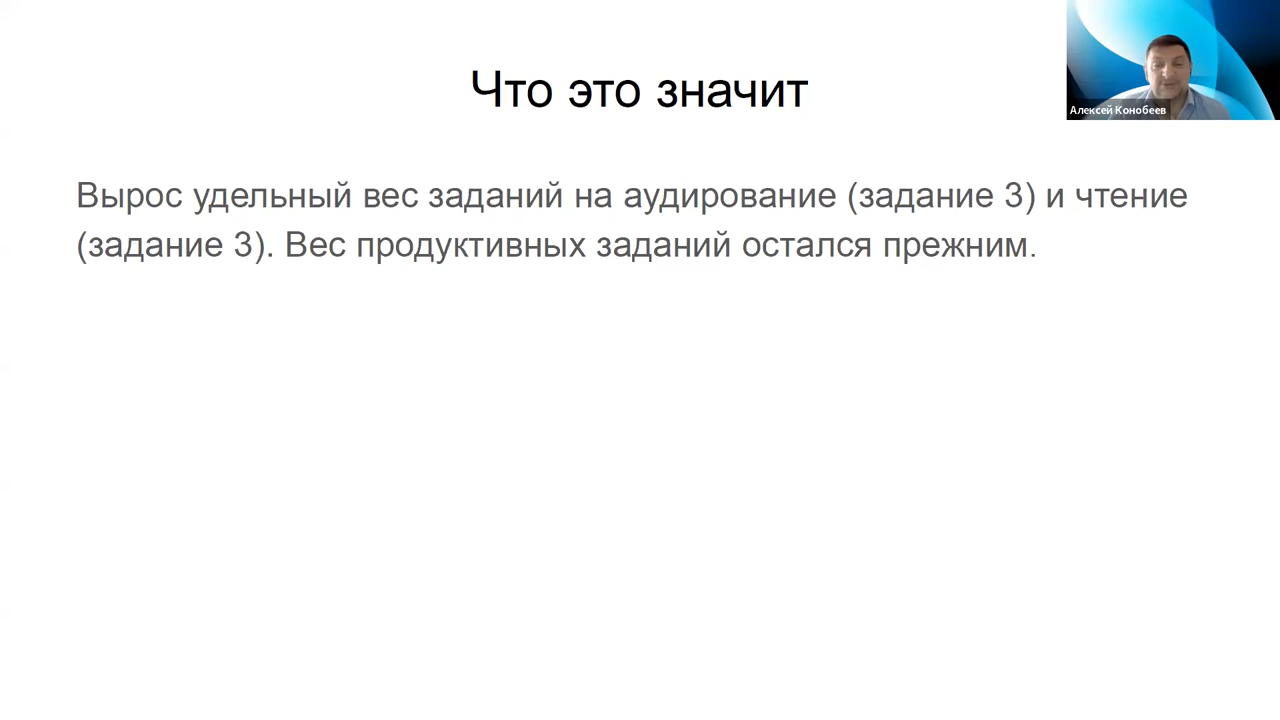 Что это значит
Алексей Конобеев
Вырос удельный вес заданий на аудирование (задание 3) и чтение
(задание 3). Вес продуктивных заданий остался прежним.